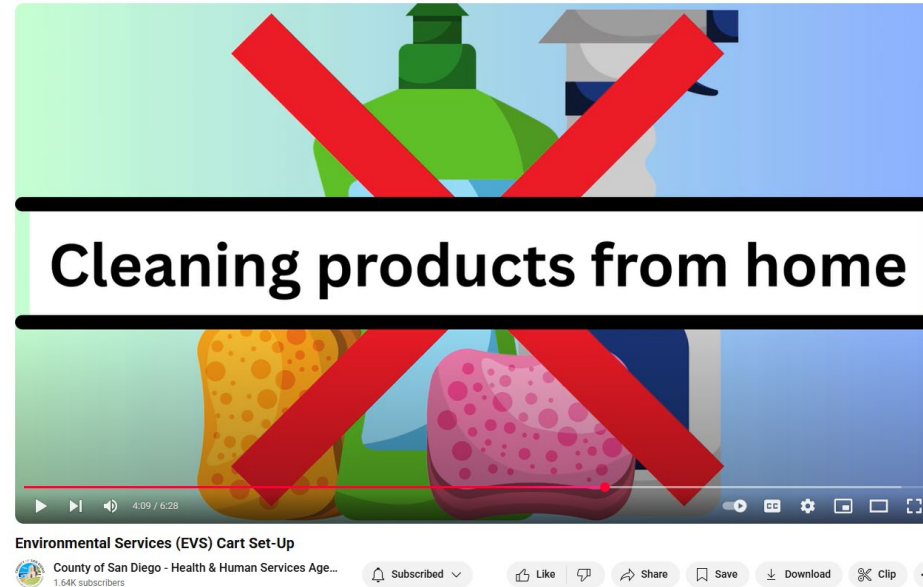 Cleaning products from home
4:09 / 6:28
CC
Environmental Services (EVS) Cart Set-Up
County of San Diego - Health & Human Services Age...
1.64K subscribers
Subscribed
Like
Share
Save
Download
Clip